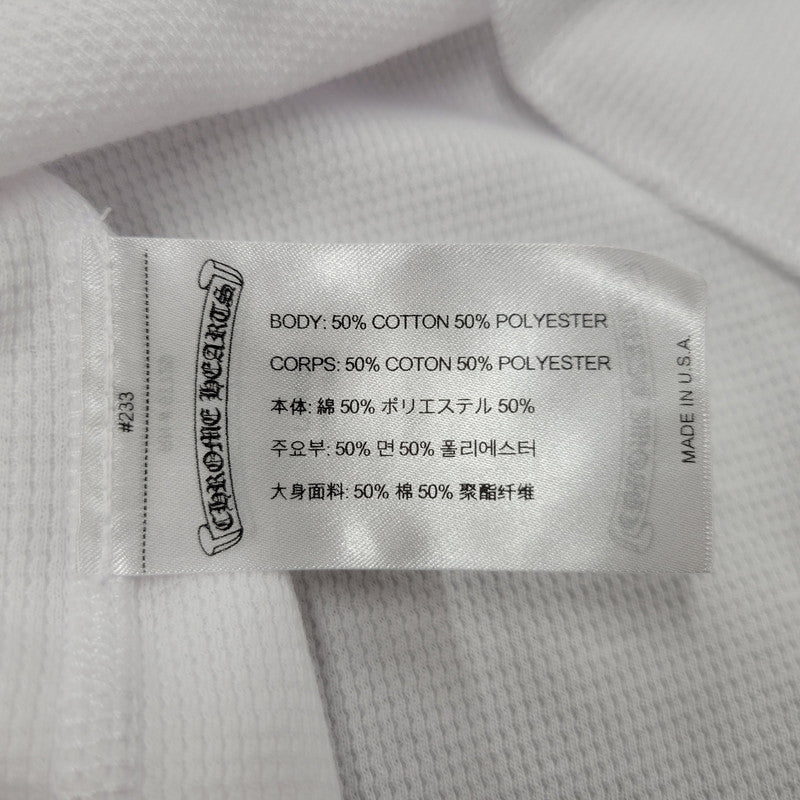 #233
CHROME HEARTS
BODY: 50% COTTON 50% POLYESTER
CORPS: 50% COTON 50% POLYESTER
本体: 綿 50% ポリエステル 50%
주요부: 50% 면 50% 폴리에스터
大身面料: 50% 棉 50% 聚酯纤维
MADE IN U.S.A.